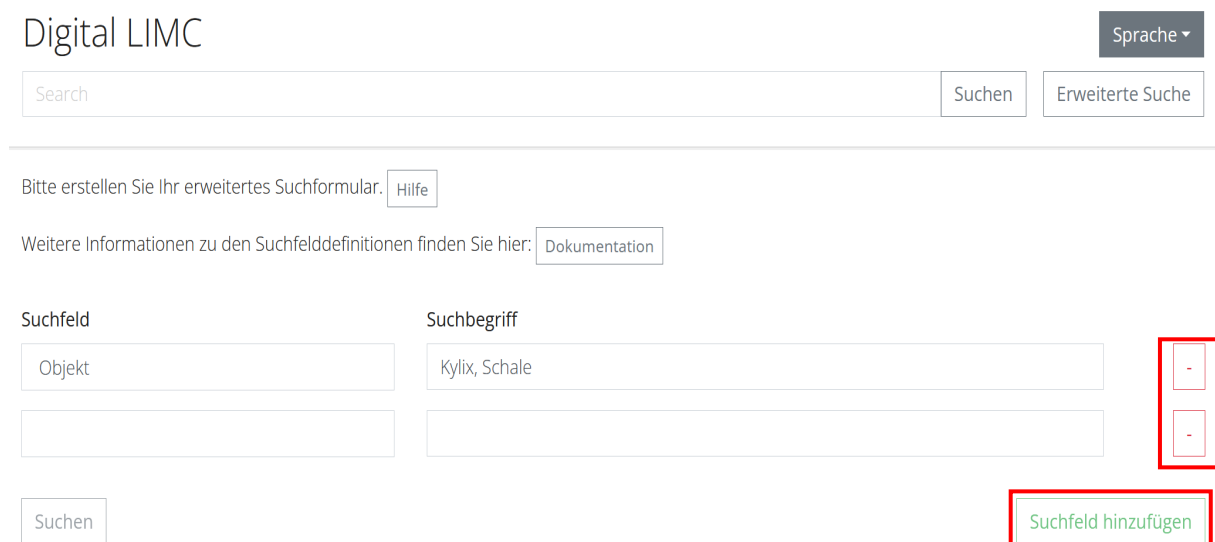 Digital LIMC
Sprache
Search Suchen Erweiterte Suche
Bitte erstellen Sie Ihr erweitertes Suchformular. Hilfe
Weitere Informationen zu den Suchfelddefinitionen finden Sie hier: Dokumentation
Suchfeld Suchbegriff
Objekt Kylix, Schale -
-
Suchen Suchfeld hinzufügen